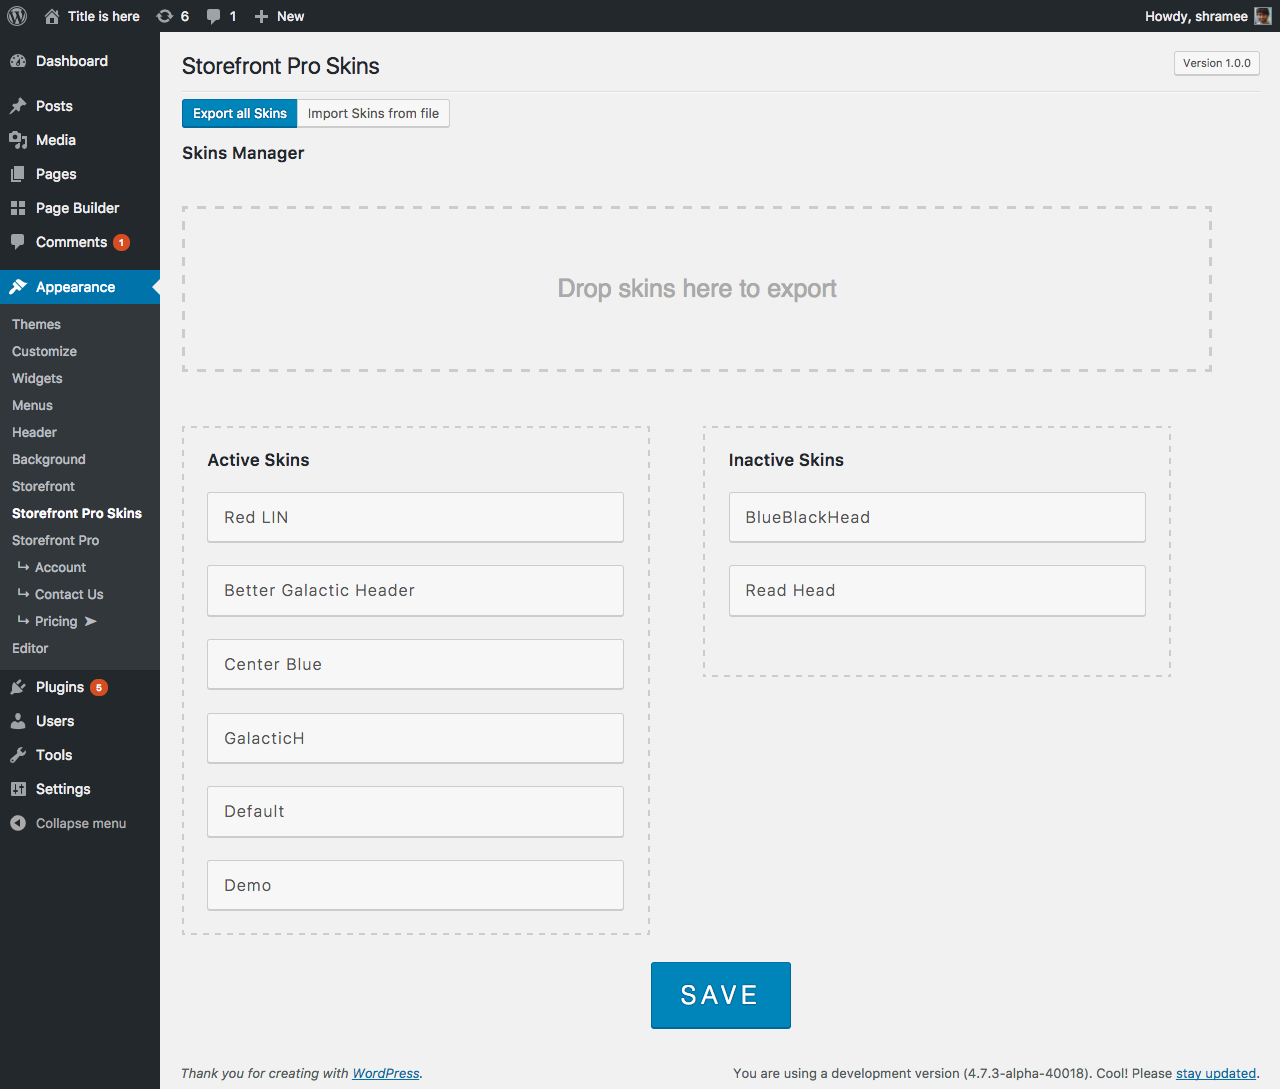 Title is here 6 1 New
Howdy, shramee
Dashboard
Posts
Media
Pages
Page Builder
Comments 1
Appearance
Themes
Customize
Widgets
Menus
Header
Background
Storefront
Storefront Pro Skins
Storefront Pro
↳ Account
↳ Contact Us
↳ Pricing ➤
Editor
Plugins 5
Users
Tools
Settings
Collapse menu
Storefront Pro Skins
Version 1.0.0
Export all Skins
Import Skins from file
Skins Manager
Drop skins here to export
Active Skins
Red LIN
Better Galactic Header
Center Blue
GalacticH
Default
Demo
Inactive Skins
BlueBlackHead
Read Head
SAVE
Thank you for creating with WordPress.
You are using a development version (4.7.3-alpha-40018). Cool! Please stay updated.